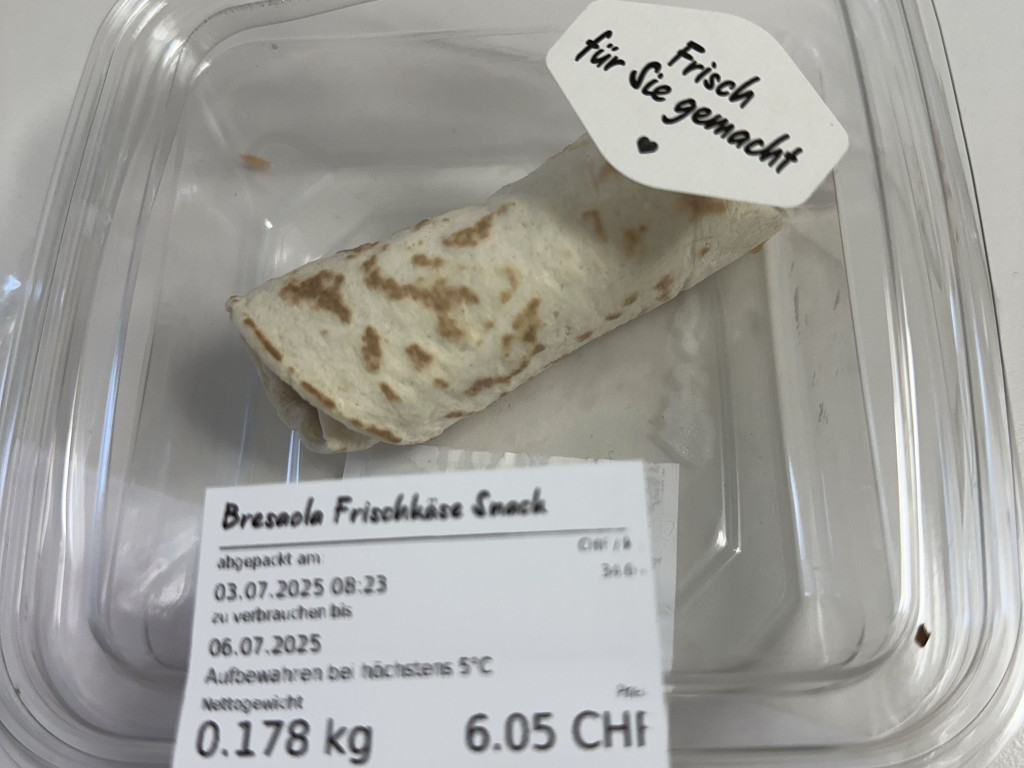 Frisch
für Sie gemacht
Bresaola Frischkäse Snack
abgepackt am:
03.07.2025 08:23
zu verbrauchen bis
06.07.2025
Aufbewahren bei höchstens 5°C
Nettogewicht
0.178 kg
6.05 CHF